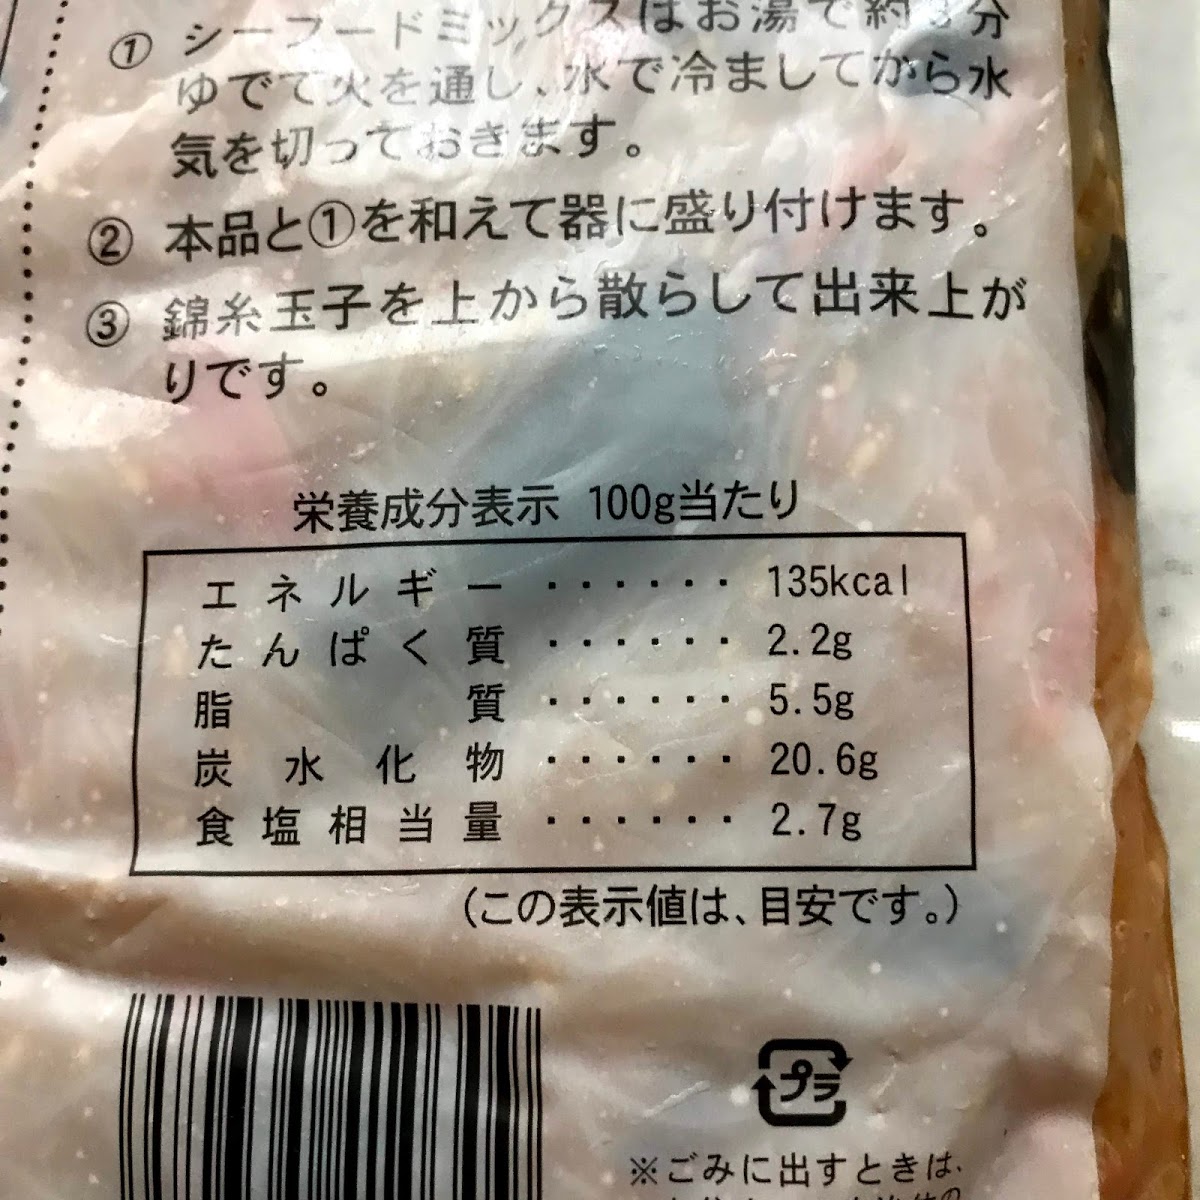 ① シーフードミックスはお湯で約3分
ゆでて火を通し、水で冷ましてから水
気を切っておきます。
② 本品と①を和えて器に盛り付けます。
③ 錦糸玉子を上から散らして出来上が
りです。
栄養成分表示 100g当たり
エネルギー ・・・・・・ 135kcal
たんぱく質 ・・・・・・ 2.2g
脂質 ・・・・・・ 5.5g
炭水化物 ・・・・・・ 20.6g
食塩相当量 ・・・・・・ 2.7g
(この表示値は、目安です。)
プラ
※ごみに出すときは、